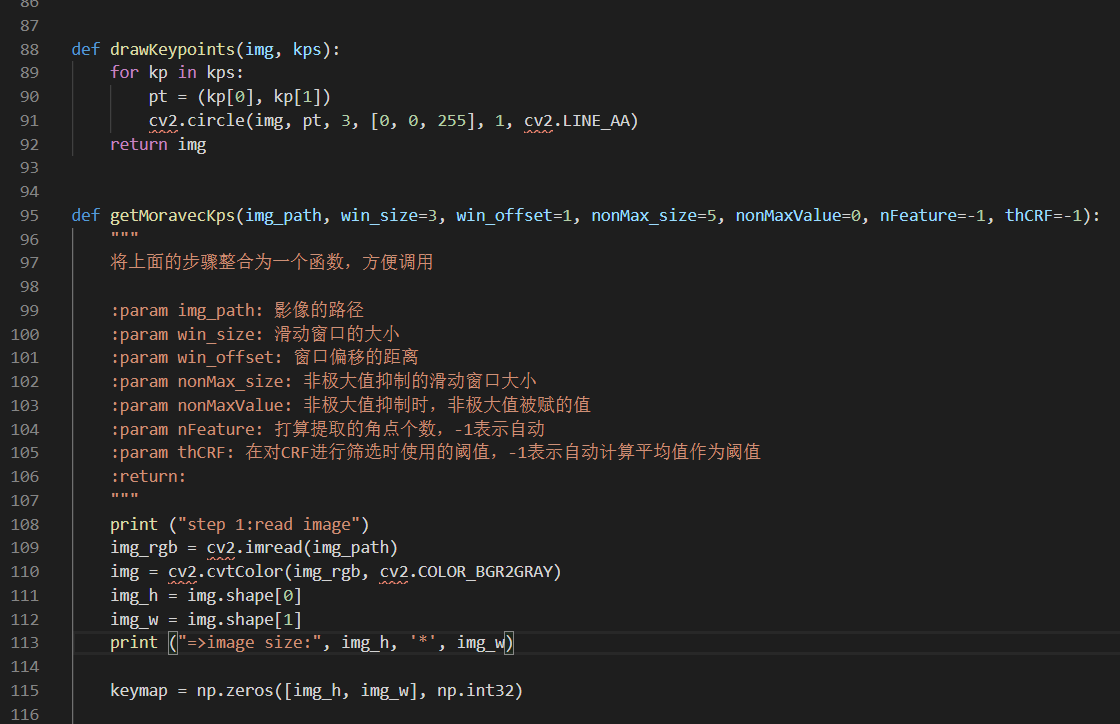 86
87
88 def drawKeypoints(img, kps):
89     for kp in kps:
90         pt = (kp[0], kp[1])
91         cv2.circle(img, pt, 3, [0, 0, 255], 1, cv2.LINE_AA)
92     return img
93
94
95 def getMoravecKps(img_path, win_size=3, win_offset=1, nonMax_size=5, nonMaxValue=0, nFeature=-1, thCRF=-1):
96     """
97     将上面的步骤整合为一个函数，方便调用
98
99     :param img_path: 影像的路径
100     :param win_size: 滑动窗口的大小
101     :param win_offset: 窗口偏移的距离
102     :param nonMax_size: 非极大值抑制的滑动窗口大小
103     :param nonMaxValue: 非极大值抑制时，非极大值被赋的值
104     :param nFeature: 打算提取的角点个数，-1表示自动
105     :param thCRF: 在对CRF进行筛选时使用的阈值，-1表示自动计算平均值作为阈值
106     :return:
107     """
108     print ("step 1:read image")
109     img_rgb = cv2.imread(img_path)
110     img = cv2.cvtColor(img_rgb, cv2.COLOR_BGR2GRAY)
111     img_h = img.shape[0]
112     img_w = img.shape[1]
113     print ("=>image size:", img_h, '*', img_w)
114
115     keymap = np.zeros([img_h, img_w], np.int32)
116